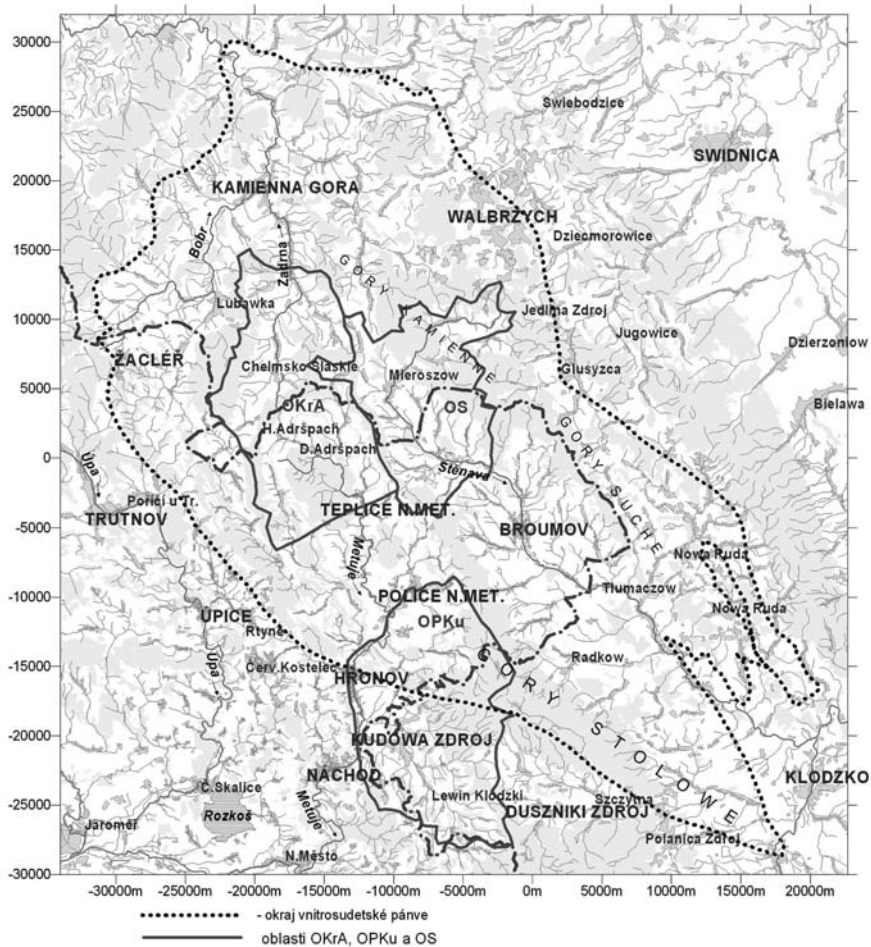 30000
25000
20000
15000
10000
5000
0
-5000
-10000
-15000
-20000
-25000
-30000
Swiebodzice
SWIDNICA
KAMIENNA GORA
WALBRZYCH
Dziecmorowice
Bobr
Zadrna
GORY KAMIENNE
Lubawka
Jedlina Zdroj
Jugowice
Dzierzoniow
ŽACLÉŘ
Chelmsko Slaskie
Mieroszow
Glusyzca
Bielawa
OKrA
OS
H.Adršpach
D.Adršpach
GORY SUCHE
Úpa
Stěnava
Poříčí u Tr.
TRUTNOV
TEPLICE N.MET.
BROUMOV
Metuje
Nowa Ruda
Tlumaczow
POLICE N.MET.
Nowa Ruda
ÚPICE
OPKu
Rtyně
Úpa
Červ.Kostelec
HRONOV
Radkow
GORY STOLOWE
KUDOWA ZDROJ
NÁCHOD
KLODZKO
Č.Skalice
Lewin Klodzki
Szczyma
Rozkoš
Metuje
DUSZNIKI ZDROJ
Jaroměř
Polanica Zdroj
N.Město
-30000m -25000m -20000m -15000m -10000m -5000m 0m 5000m 10000m 15000m 20000m
- okraj vnitrosudetské pánve
oblasti OKrA, OPKu a OS